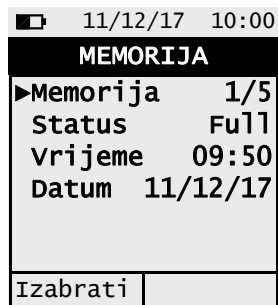 11/12/17 10:00
MEMORIJA
►Memorija 1/5
Status Full
Vrijeme 09:50
Datum 11/12/17
Izabrati